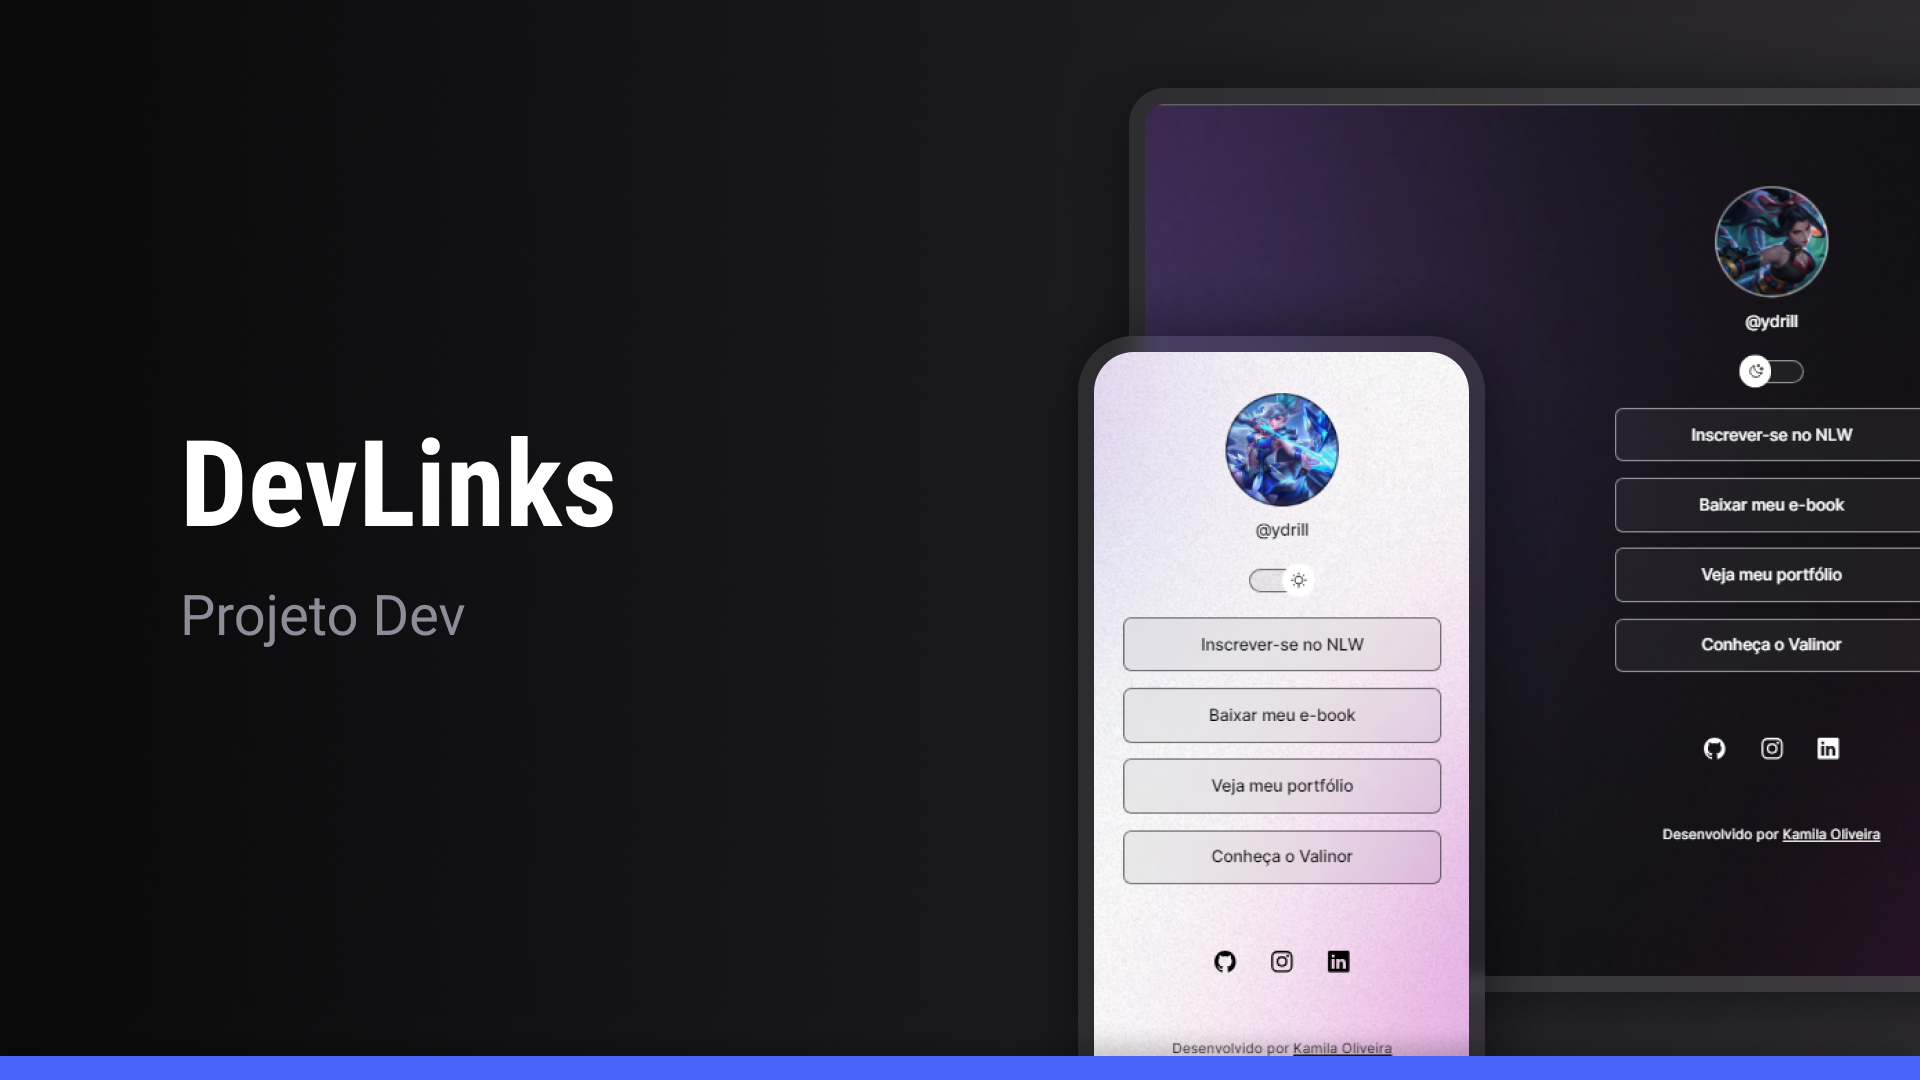 DevLinks
Projeto Dev
@ydrill
Inscrever-se no NLW
Baixar meu e-book
Veja meu portfólio
Conheça o Valinor
Desenvolvido por Kamila Oliveira
@ydrill
Inscrever-se no NLW
Baixar meu e-book
Veja meu portfólio
Conheça o Valinor
Desenvolvido por Kamila Oliveira